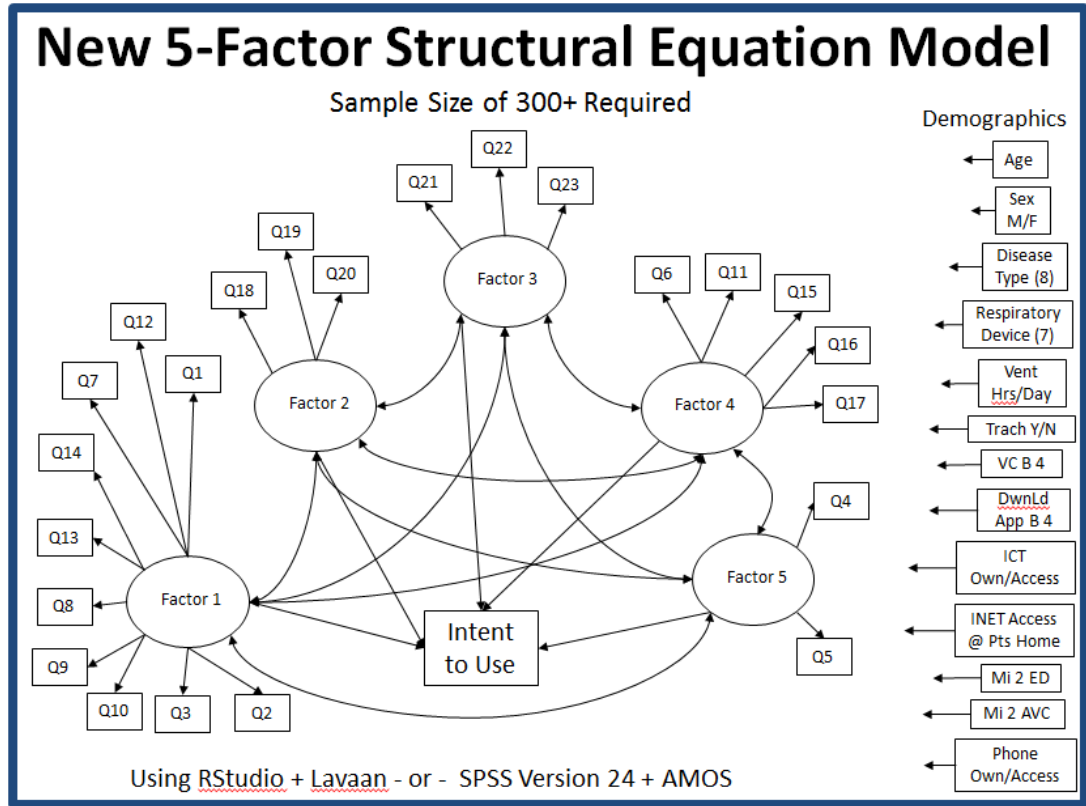 New 5-Factor Structural Equation Model
Sample Size of 300+ Required
Demographics
Q22
Q21
Q23
Q19
Q18
Q20
Factor 3
Q6
Q11
Q15
Q16
Q17
Q12
Q7
Q1
Factor 2
Factor 4
Q14
Q13
Q8
Q9
Q10
Q3
Q2
Factor 1
Q4
Factor 5
Q5
Intent
to Use
Age
Sex
M/F
Disease
Type (8)
Respiratory
Device (7)
Vent
Hrs/Day
Trach Y/N
VC B 4
DwnLd
App B 4
ICT
Own/Access
INET Access
@ Pts Home
Mi 2 ED
Mi 2 AVC
Phone
Own/Access
Using RStudio + Lavaan - or - SPSS Version 24 + AMOS